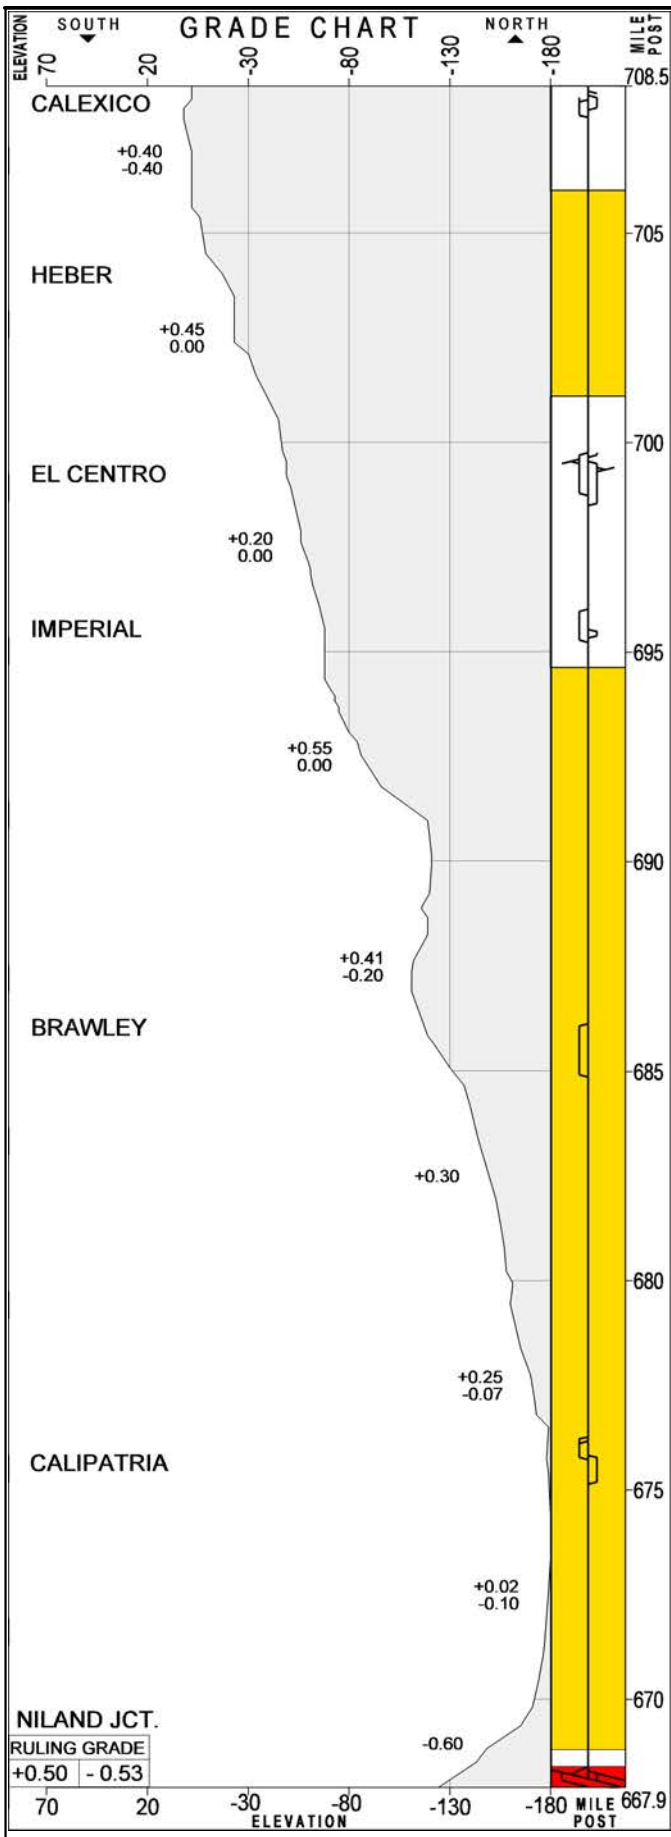 SOUTH GRADE CHART NORTH
ELEVATION
MILE POST
70 20 -30 -80 -130 -180 708.5
CALEXICO
+0.40
-0.40
705
HEBER
+0.45
0.00
700
EL CENTRO
+0.20
0.00
IMPERIAL
695
+0.55
0.00
690
+0.41
-0.20
BRAWLEY
685
+0.30
680
+0.25
-0.07
CALIPATRIA
675
+0.02
-0.10
670
NILAND JCT.
-0.60
RULING GRADE
+0.50 - 0.53
70 20 -30 -80 -130 -180 MILE 667.9
ELEVATION POST